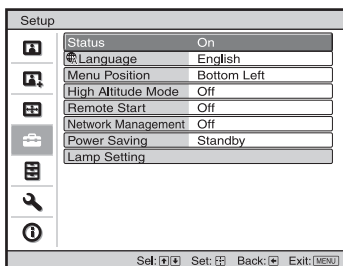 Setup
Status On
Language English
Menu Position Bottom Left
High Altitude Mode Off
Remote Start Off
Network Management Off
Power Saving Standby
Lamp Setting
Sel: Set: Back: Exit: MENU